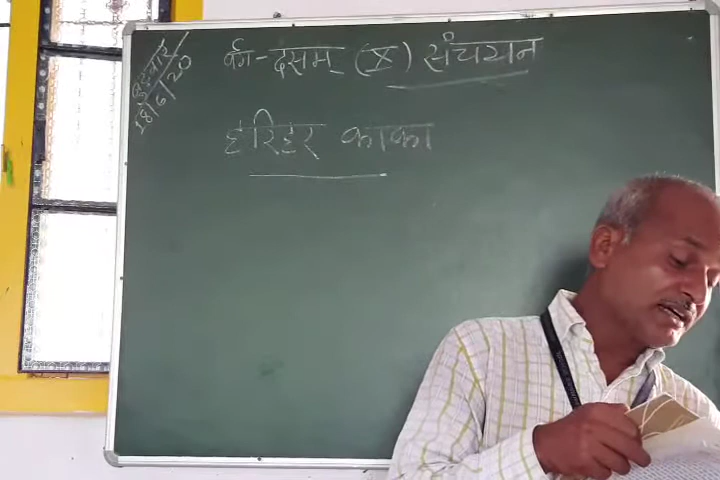 18/6/20
वर्ग- दसम् (X) संचयन
हरिहर काका